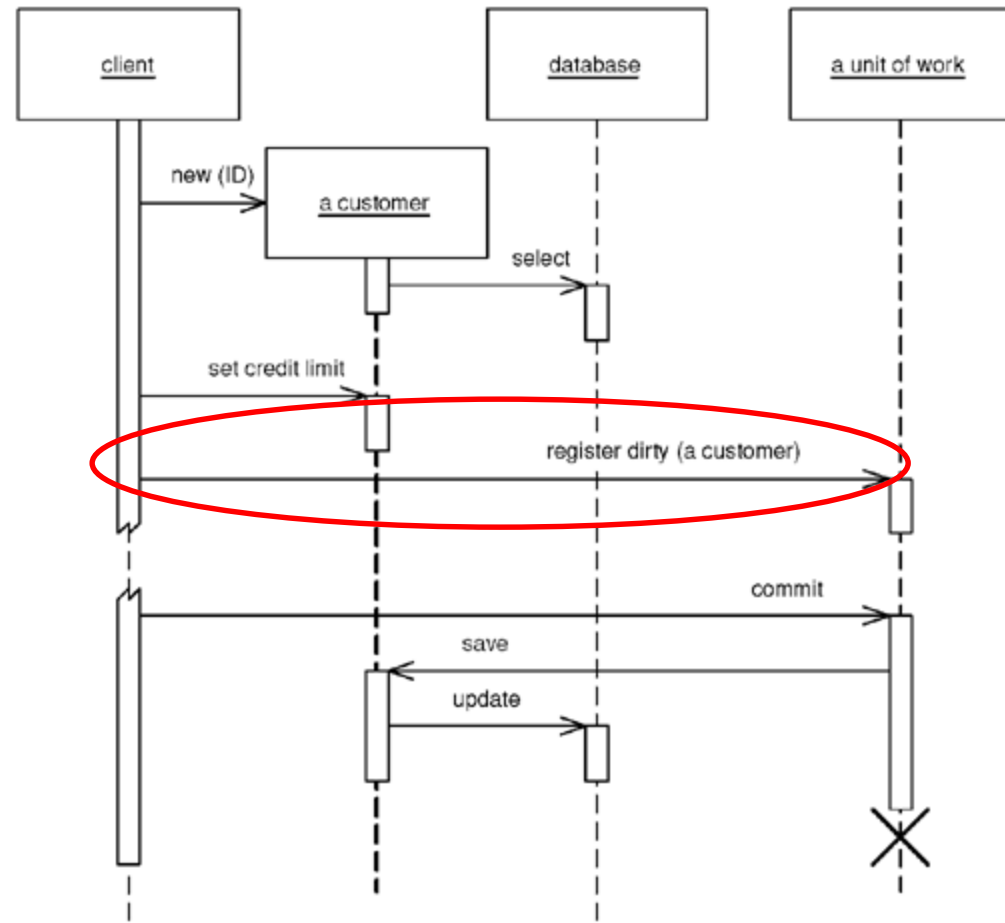 client
database
a unit of work
new (ID)
a customer
select
set credit limit
register dirty (a customer)
commit
save
update